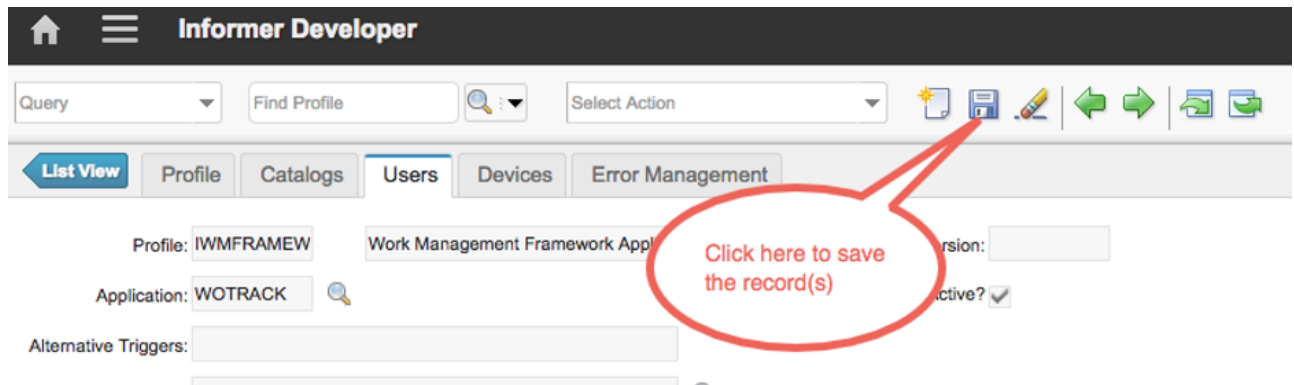 Informer Developer
Query Find Profile Select Action
List View Profile Catalogs Users Devices Error Management
Profile: IWMFRAMEW Work Management Framework Appl rsion:
Click here to save
the record(s)
Application: WOTRACK ctive?
Alternative Triggers: